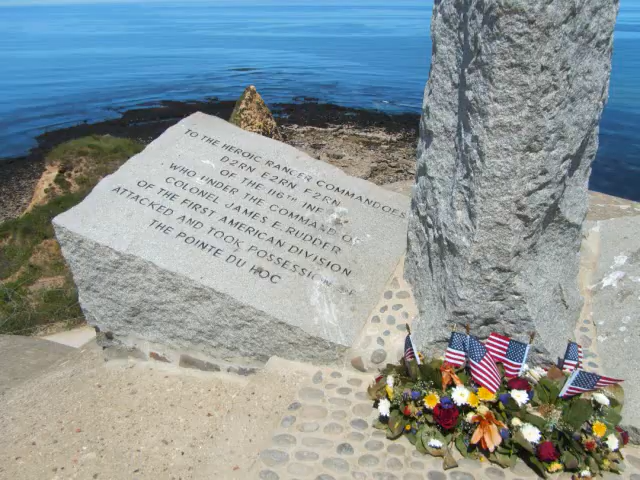 TO THE HEROIC RANGER COMMANDOES
D2RN E2RN F2RN
OF THE 116TH INF
WHO UNDER THE COMMAND OF
COLONEL JAMES E. RUDDER
OF THE FIRST AMERICAN DIVISION
ATTACKED AND TOOK POSSESSION OF
THE POINTE DU HOC